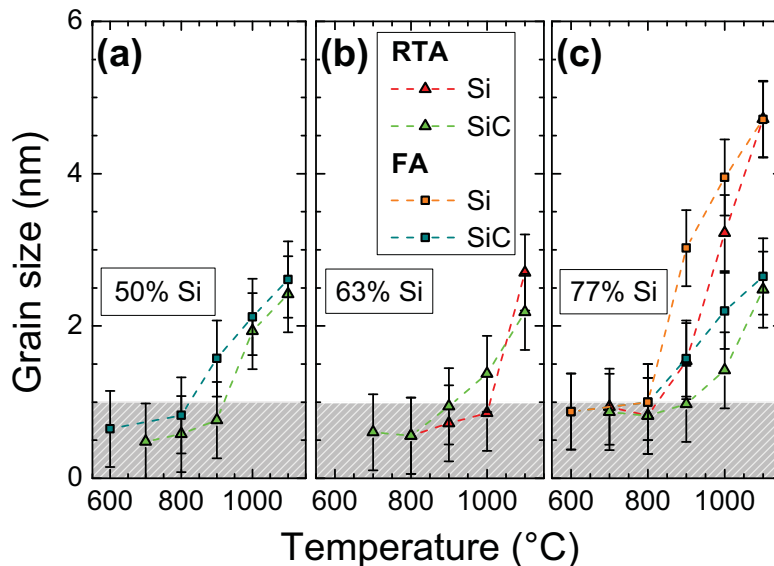 6
4
2
0
Grain size (nm)
(a)
50% Si
(b)
63% Si
(c)
77% Si
RTA
Si
SiC
FA
Si
SiC
600 800 1000
600 800 1000
600 800 1000
Temperature (°C)